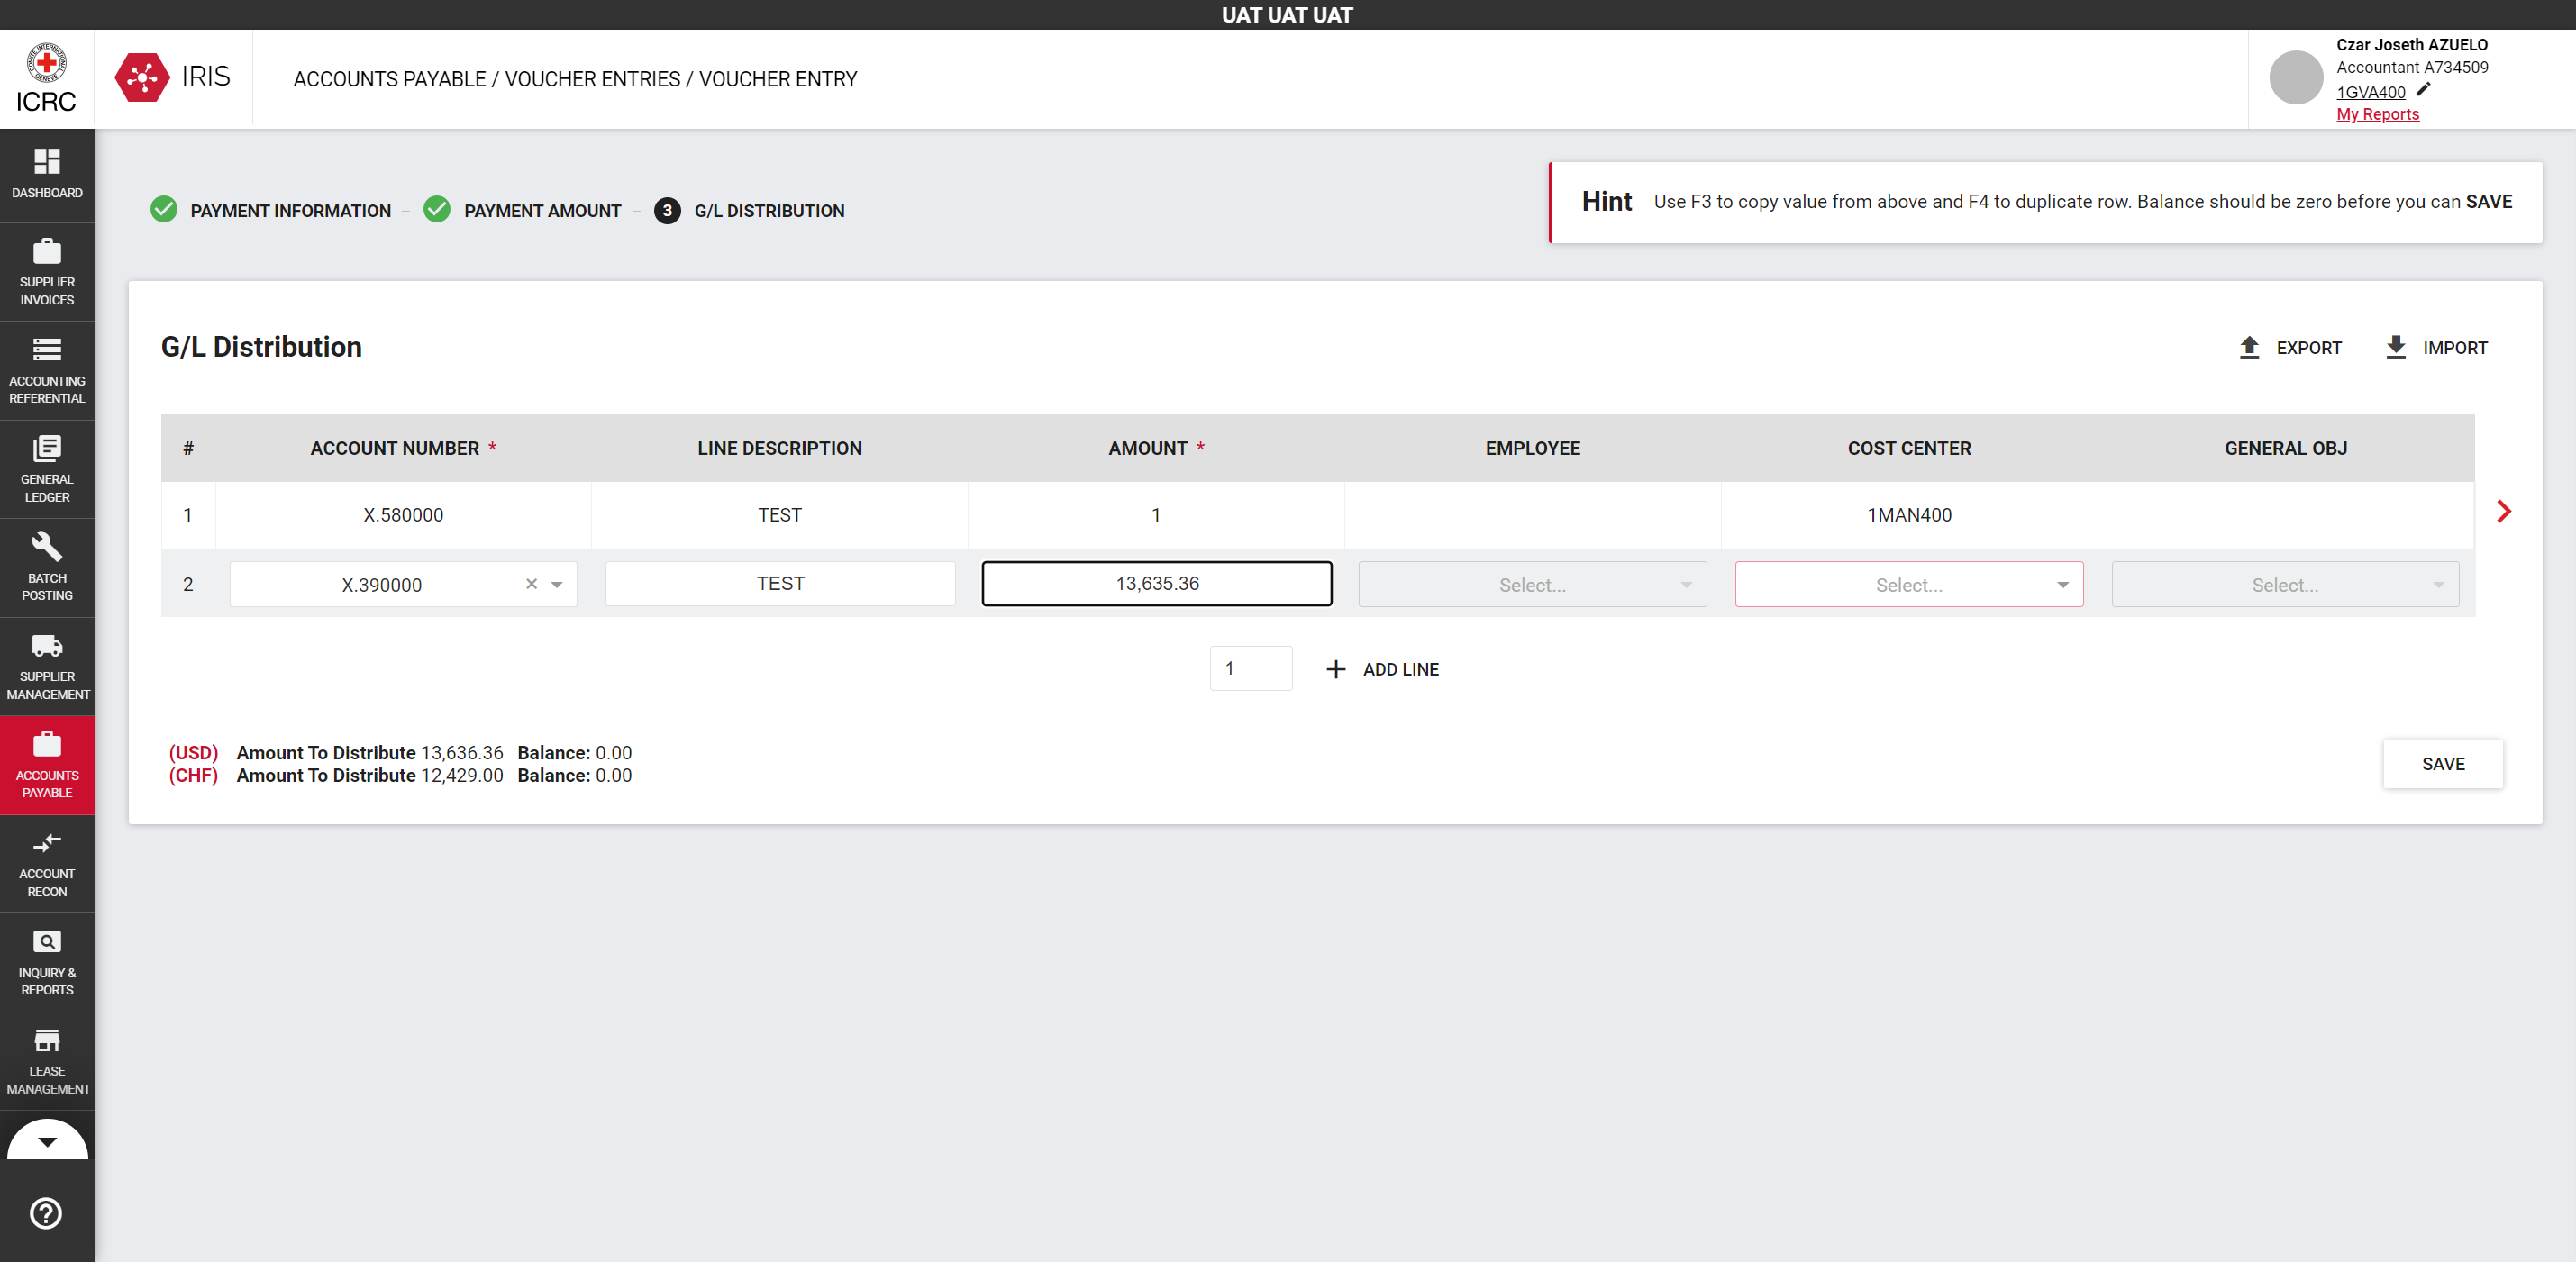 UAT UAT UAT
ICRC
IRIS
ACCOUNTS PAYABLE / VOUCHER ENTRIES / VOUCHER ENTRY
Czar Joseth AZUELO
Accountant A734509
1GVA400
My Reports
DASHBOARD
SUPPLIER
INVOICES
ACCOUNTING
REFERENTIAL
GENERAL
LEDGER
BATCH
POSTING
SUPPLIER
MANAGEMENT
ACCOUNTS
PAYABLE
ACCOUNT
RECON
INQUIRY &
REPORTS
LEASE
MANAGEMENT
PAYMENT INFORMATION – PAYMENT AMOUNT – 3 G/L DISTRIBUTION
Hint Use F3 to copy value from above and F4 to duplicate row. Balance should be zero before you can SAVE
G/L Distribution
EXPORT IMPORT
# ACCOUNT NUMBER * LINE DESCRIPTION AMOUNT * EMPLOYEE COST CENTER GENERAL OBJ
1 X.580000 TEST 1 1MAN400
2 X.390000 TEST 13,635.36 Select... Select... Select...
1 ADD LINE
(USD) Amount To Distribute 13,636.36 Balance: 0.00
(CHF) Amount To Distribute 12,429.00 Balance: 0.00
SAVE